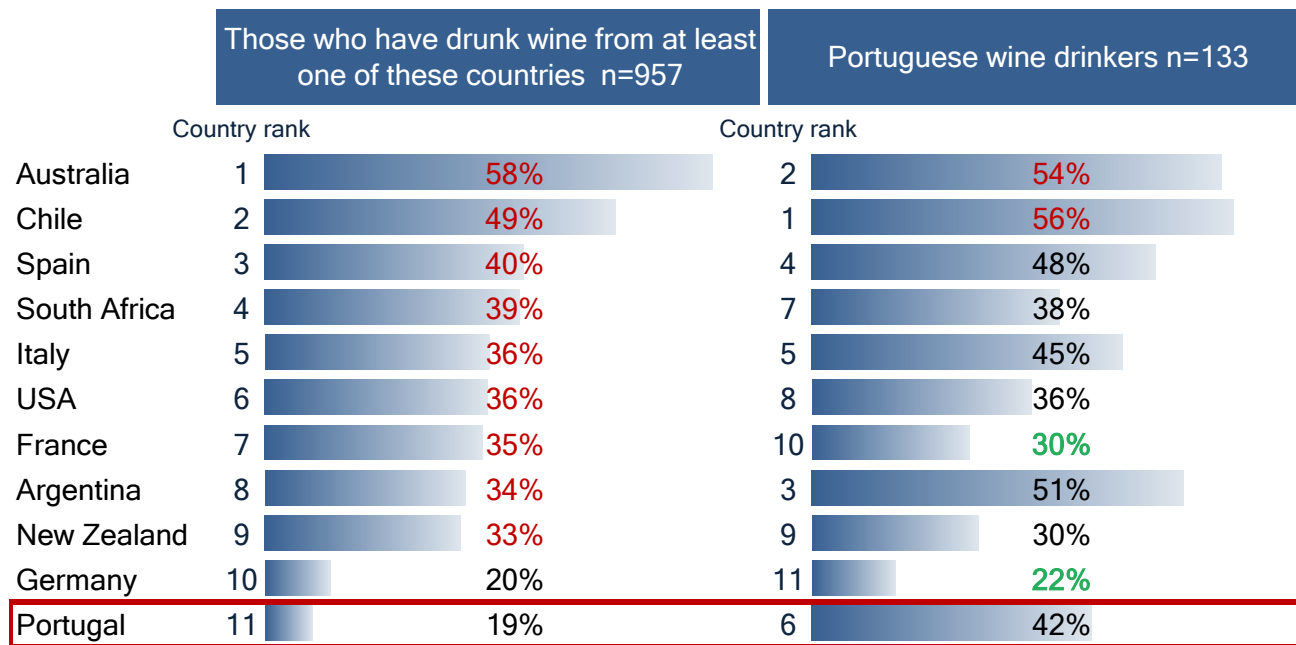 Those who have drunk wine from at least
one of these countries n=957
Portuguese wine drinkers n=133
Country rank
Country rank
Australia 1 58% 2 54%
Chile 2 49% 1 56%
Spain 3 40% 4 48%
South Africa 4 39% 7 38%
Italy 5 36% 5 45%
USA 6 36% 8 36%
France 7 35% 10 30%
Argentina 8 34% 3 51%
New Zealand 9 33% 9 30%
Germany 10 20% 11 22%
Portugal 11 19% 6 42%